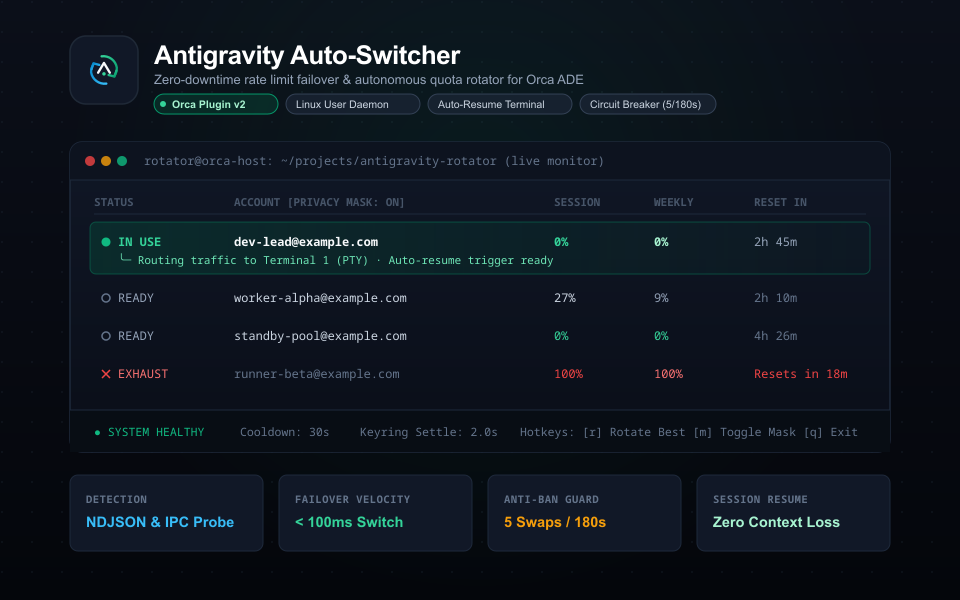 Antigravity Auto-Switcher
Zero-downtime rate limit failover & autonomous quota rotator for Orca ADE
● Orca Plugin v2 Linux User Daemon Auto-Resume Terminal Circuit Breaker (5/180s)
rotator@orca-host: ~/projects/antigravity-rotator (live monitor)
STATUS ACCOUNT [PRIVACY MASK: ON] SESSION WEEKLY RESET IN
● IN USE dev-lead@example.com 0% 0% 2h 45m
╰─ Routing traffic to Terminal 1 (PTY) · Auto-resume trigger ready
○ READY worker-alpha@example.com 27% 9% 2h 10m
○ READY standby-pool@example.com 0% 0% 4h 26m
✕ EXHAUST runner-beta@example.com 100% 100% Resets in 18m
● SYSTEM HEALTHY Cooldown: 30s Keyring Settle: 2.0s Hotkeys: [r] Rotate Best [m] Toggle Mask [q] Exit
DETECTION FAILOVER VELOCITY ANTI-BAN GUARD SESSION RESUME
NDJSON & IPC Probe < 100ms Switch 5 Swaps / 180s Zero Context Loss